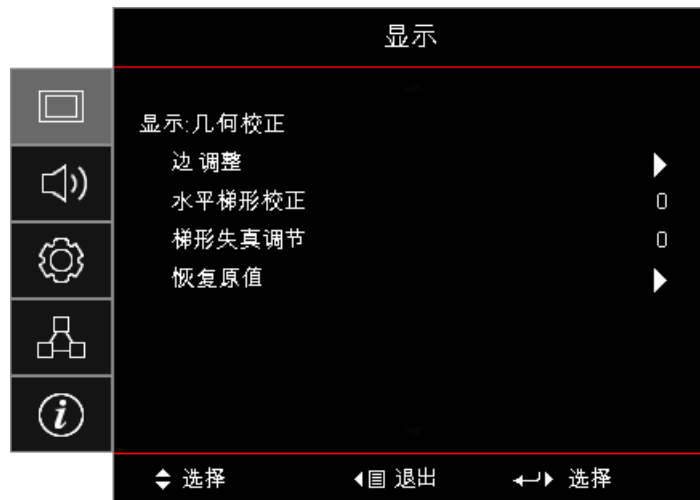 显示
显示:几何校正
边 调整
水平梯形校正 0
梯形失真调节 0
恢复原值
选择 退出 选择